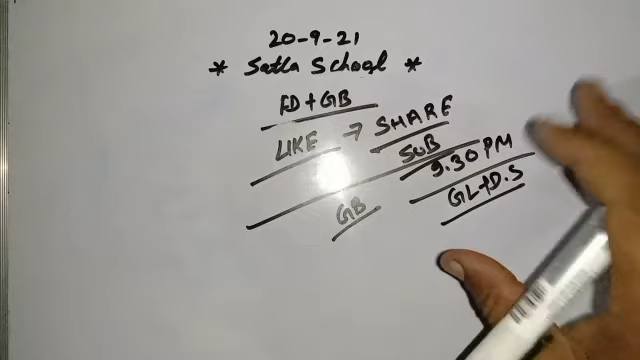 20-9-21
* Satta School *
FD+GB
LIKE → SHARE
SUB
9.30 PM
GB
GL+D.S